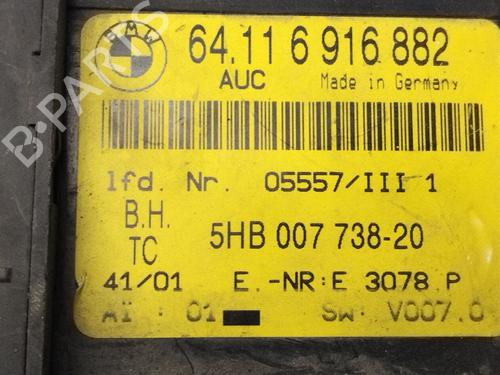 BMW
64.11 6 916 882
AUC Made in Germany
lfd. Nr. 05557/III 1
B.H.
TC 5HB 007 738-20
41/01 E.-NR:E 3078 P
AI : 01 SW: V007.0
B-PARTS